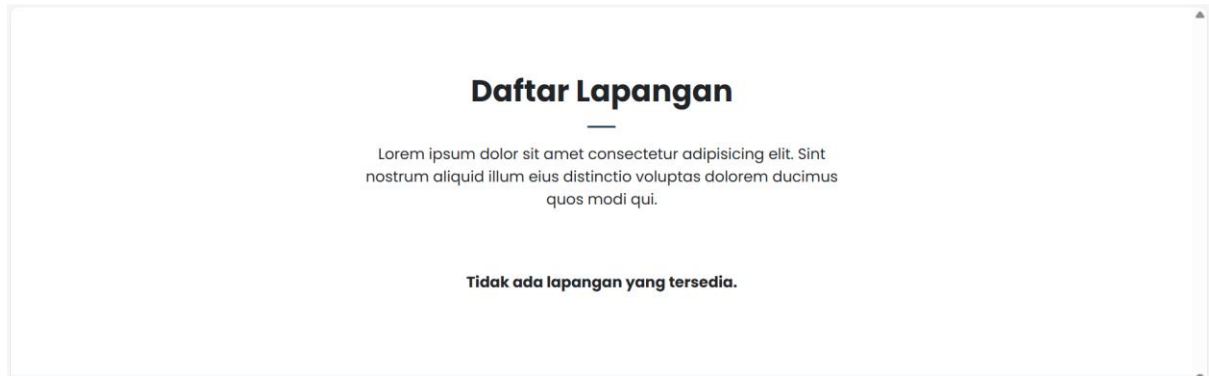 Daftar Lapangan
Lorem ipsum dolor sit amet consectetur adipisicing elit. Sint
nostrum aliquid illum eius distinctio voluptas dolorem ducimus
quos modi qui.
Tidak ada lapangan yang tersedia.